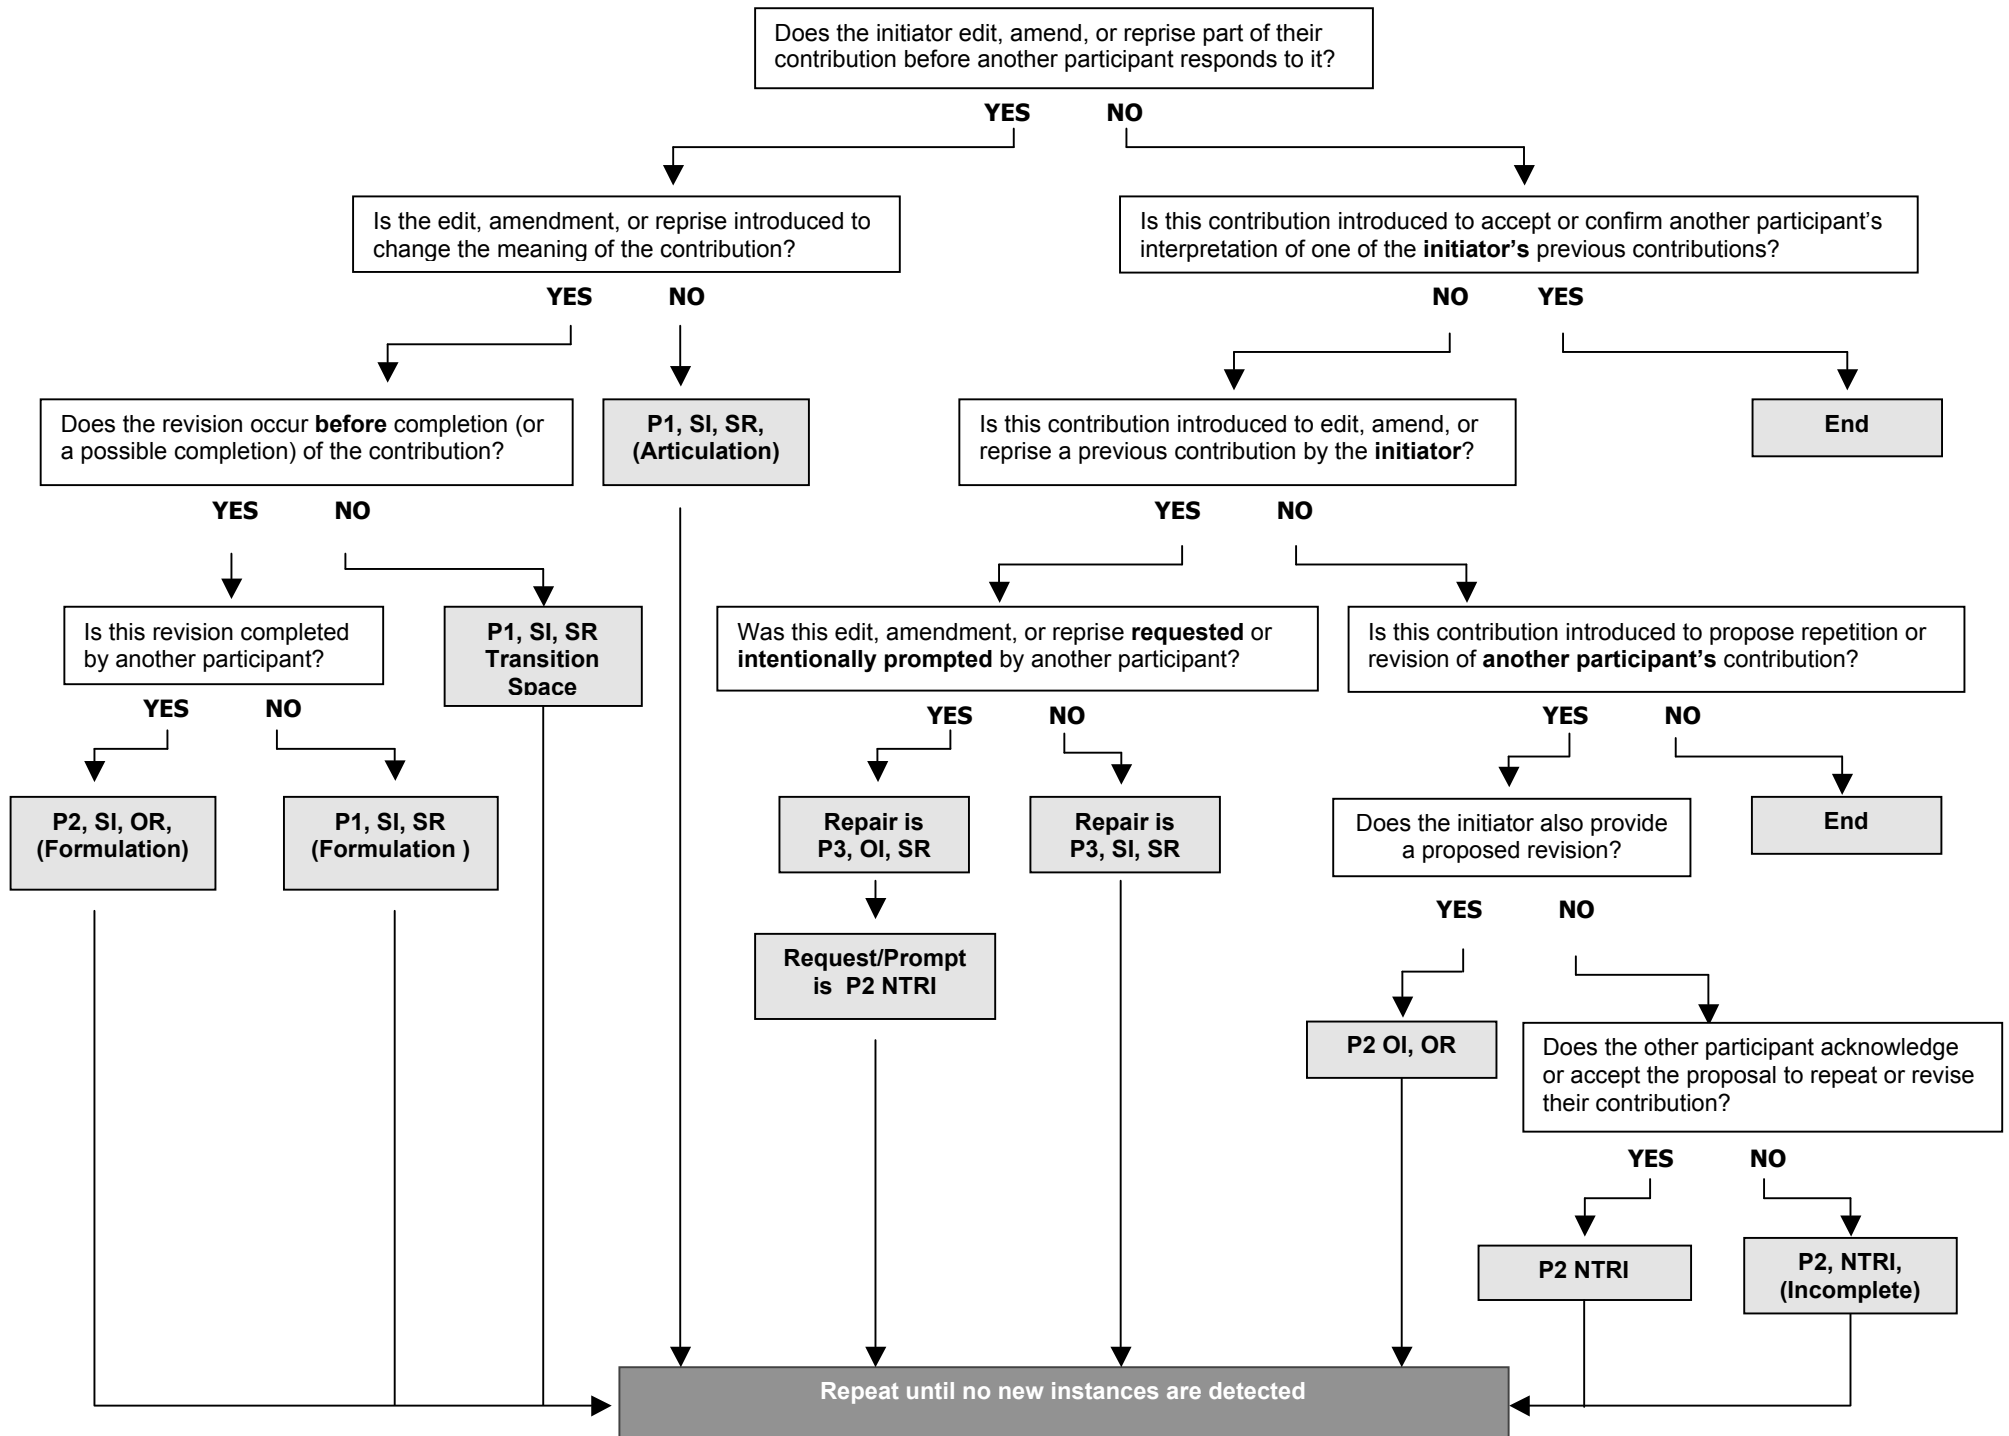 Does the initiator edit, amend, or reprise part of their
contribution before another participant responds to it?
YES NO
Is the edit, amendment, or reprise introduced to
change the meaning of the contribution?
Is this contribution introduced to accept or confirm another participant’s
interpretation of one of the initiator’s previous contributions?
YES NO
NO YES
Does the revision occur before completion (or
a possible completion) of the contribution?
P1, SI, SR,
(Articulation)
Is this contribution introduced to edit, amend, or
reprise a previous contribution by the initiator?
End
YES NO
YES NO
Is this revision completed
by another participant?
P1, SI, SR
Transition
Space
Was this edit, amendment, or reprise requested or
intentionally prompted by another participant?
Is this contribution introduced to propose repetition or
revision of another participant’s contribution?
YES NO
YES NO
YES NO
P2, SI, OR,
(Formulation)
P1, SI, SR
(Formulation )
Repair is
P3, OI, SR
Repair is
P3, SI, SR
Does the initiator also provide
a proposed revision?
End
YES NO
Request/Prompt
is P2 NTRI
P2 OI, OR
Does the other participant acknowledge
or accept the proposal to repeat or revise
their contribution?
YES NO
P2 NTRI
P2, NTRI,
(Incomplete)
Repeat until no new instances are detected